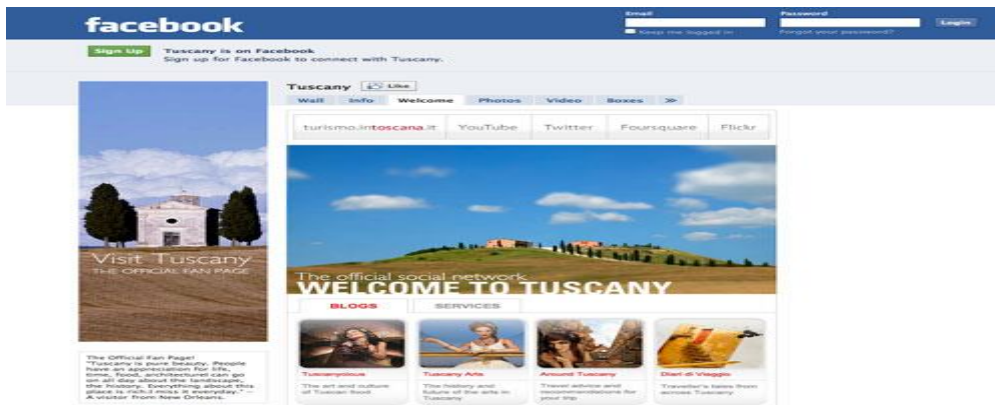 facebook
Email
Password
Keep me logged in
Forgot your password?
Login
Sign Up
Tuscany is on Facebook
Sign up for Facebook to connect with Tuscany.
Tuscany Like
Wall Info Welcome Photos Video Boxes >>
turismo.intoscana.it YouTube Twitter Foursquare Flickr
Visit Tuscany
THE OFFICIAL FAN PAGE
The official social network
WELCOME TO TUSCANY
BLOGS SERVICES
Tuscanycious
The art and culture
of Tuscan food
Tuscany Arts
The history and
future of the arts in
Tuscany
Around Tuscany
Travel advice and
recommendations for
your trip
Diari di Viaggio
Traveller's tales from
across Tuscany
The Official Fan Page!
"Tuscany is pure beauty. People
have an appreciation for life,
time, food, architecture! can go
on all day about the landscape,
the history. Everything about this
place is rich.I miss it everyday." –
A visitor from New Orleans.